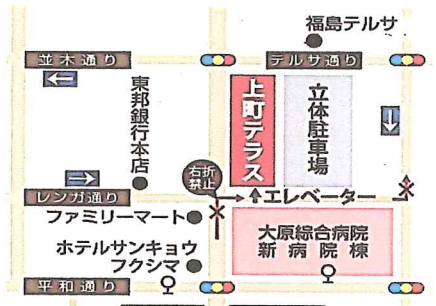 福島テルサ
並木通り
テルサ通り
東邦銀行本店
上町テラス
立体駐車場
右折
禁止
レンガ通り
エレベーター
ファミリーマート
大原綜合病院
新病院棟
ホテルサンキョウ
フクシマ
平和通り